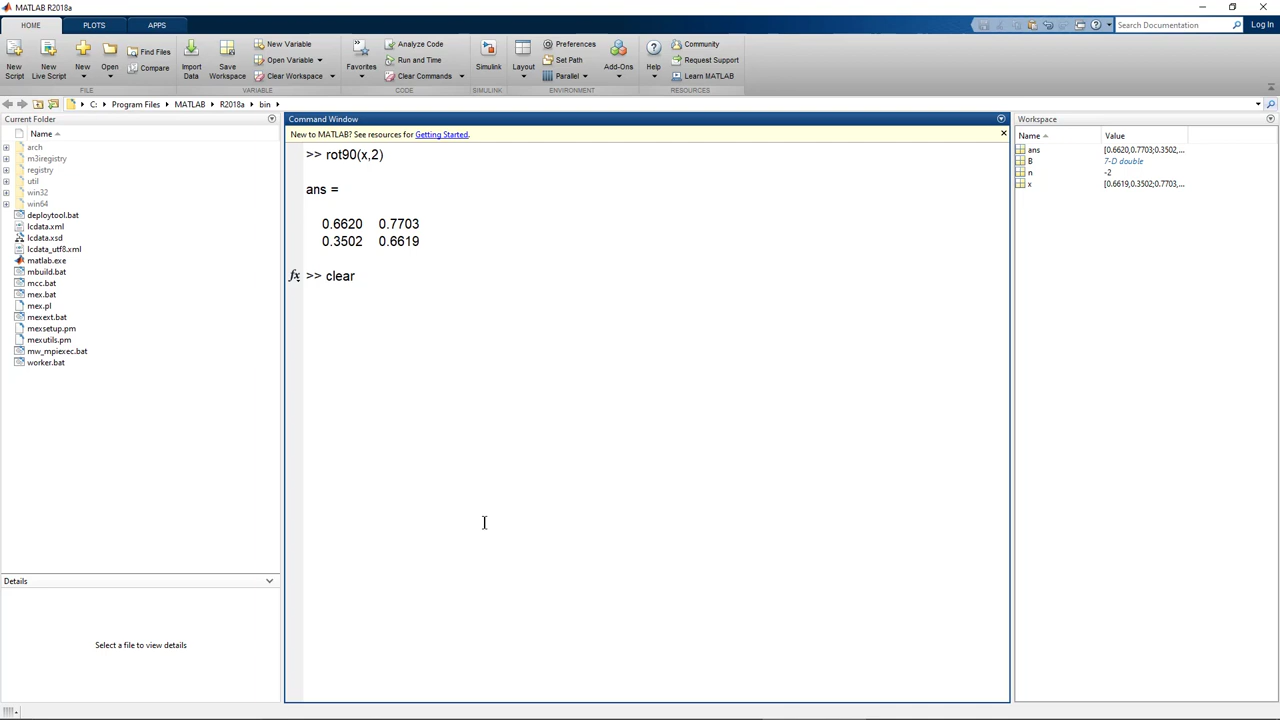 MATLAB R2018a
HOME
PLOTS
APPS
Search Documentation
Log In
New
Script
New
Live Script
New
Open
Find Files
Compare
FILE
Import
Data
Save
Workspace
New Variable
Open Variable
Clear Workspace
VARIABLE
Favorites
Analyze Code
Run and Time
Clear Commands
CODE
Simulink
SIMULINK
Layout
Preferences
Set Path
Parallel
Add-Ons
ENVIRONMENT
Help
Community
Request Support
Learn MATLAB
RESOURCES
C: Program Files MATLAB R2018a bin
Current Folder
Name
arch
m3iregistry
registry
util
win32
win64
deploytool.bat
lcdata.xml
lcdata.xsd
lcdata_utf8.xml
matlab.exe
mbuild.bat
mcc.bat
mex.bat
mex.pl
mexext.bat
mexsetup.pm
mexutils.pm
mw_mpiexec.bat
worker.bat
Details
Select a file to view details
Command Window
New to MATLAB? See resources for Getting Started.
>> rot90(x,2)
ans =
0.6620 0.7703
0.3502 0.6619
fx >> clear
Workspace
Name Value
ans [0.6620,0.7703;0.3502,...
B 7-D double
n -2
x [0.6619,0.3502;0.7703,...